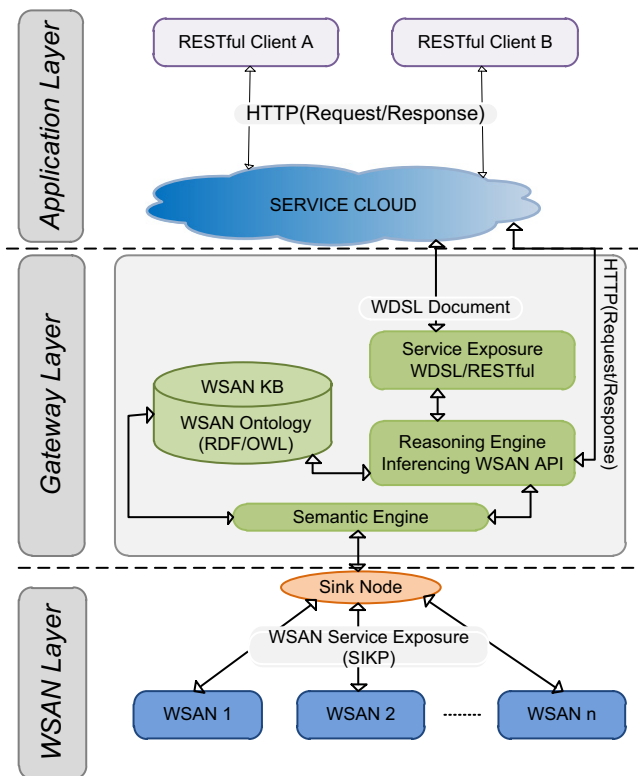 Application Layer
RESTful Client A
RESTful Client B
HTTP(Request/Response)
SERVICE CLOUD
Gateway Layer
HTTP(Request/Response)
WDSL Document
Service Exposure
WDSL/RESTful
WSAN KB
WSAN Ontology
(RDF/OWL)
Reasoning Engine
Inferencing WSAN API
Semantic Engine
WSAN Layer
Sink Node
WSAN Service Exposure
(SIKP)
WSAN 1
WSAN 2
WSAN n